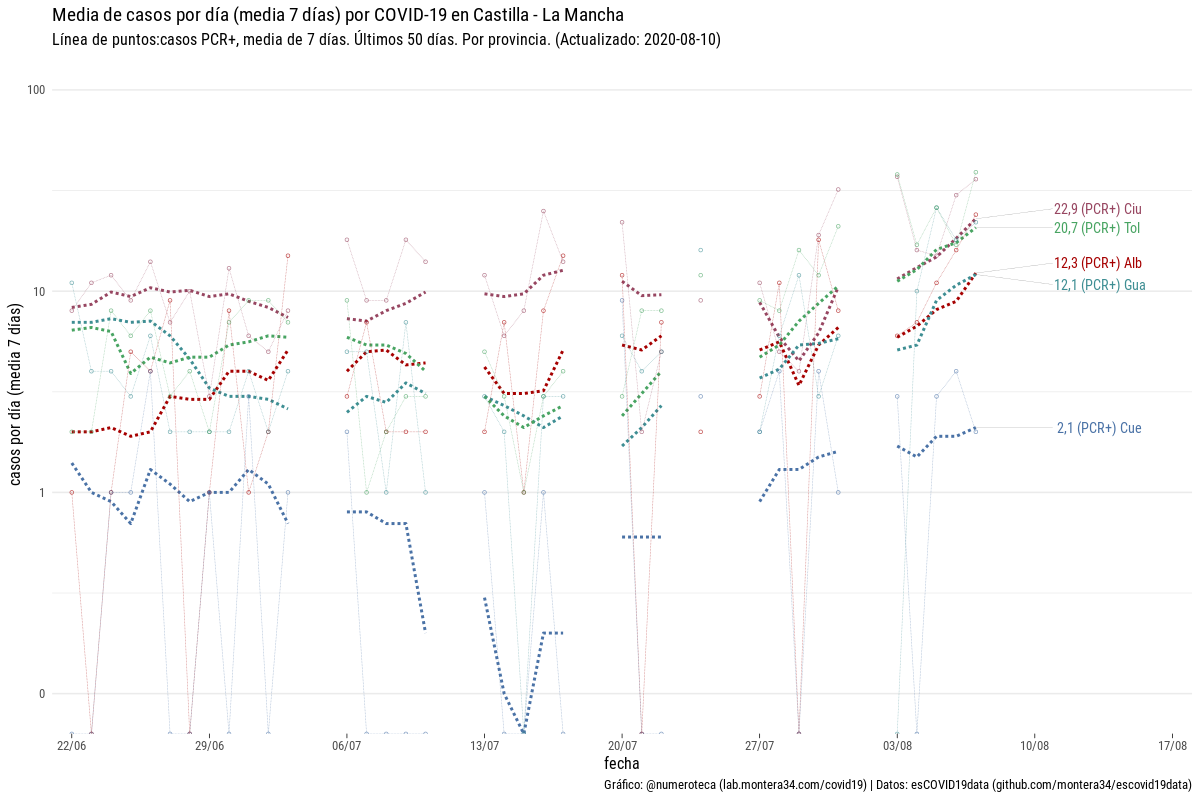 Media de casos por día (media 7 días) por COVID-19 en Castilla - La Mancha
Línea de puntos:casos PCR+, media de 7 días. Últimos 50 días. Por provincia. (Actualizado: 2020-08-10)
casos por día (media 7 días)
100
10
1
0
22,9 (PCR+) Ciu
20,7 (PCR+) Tol
12,3 (PCR+) Alb
12,1 (PCR+) Gua
2,1 (PCR+) Cue
22/06 29/06 06/07 13/07 20/07 27/07 03/08 10/08 17/08
fecha
Gráfico: @numeroteca (lab.montera34.com/covid19) | Datos: esCOVID19data (github.com/montera34/escovid19data)